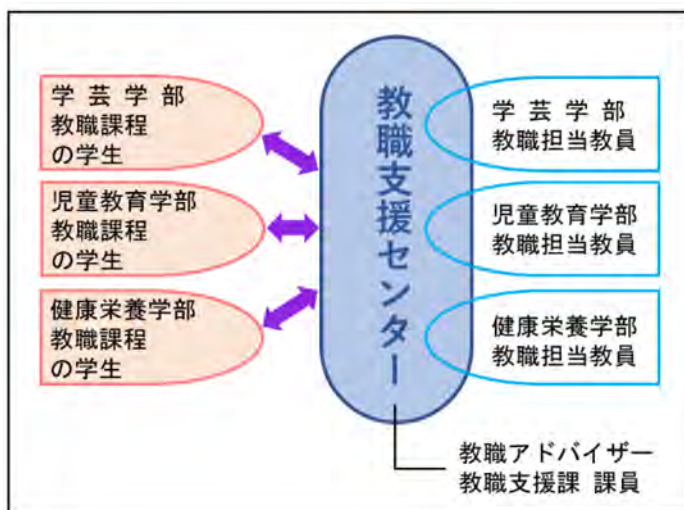 学 芸 学 部
教職課程
の学生
児童教育学部
教職課程
の学生
健康栄養学部
教職課程
の学生
教職支援センター
学 芸 学 部
教職担当教員
児童教育学部
教職担当教員
健康栄養学部
教職担当教員
教職アドバイザー
教職支援課 課員